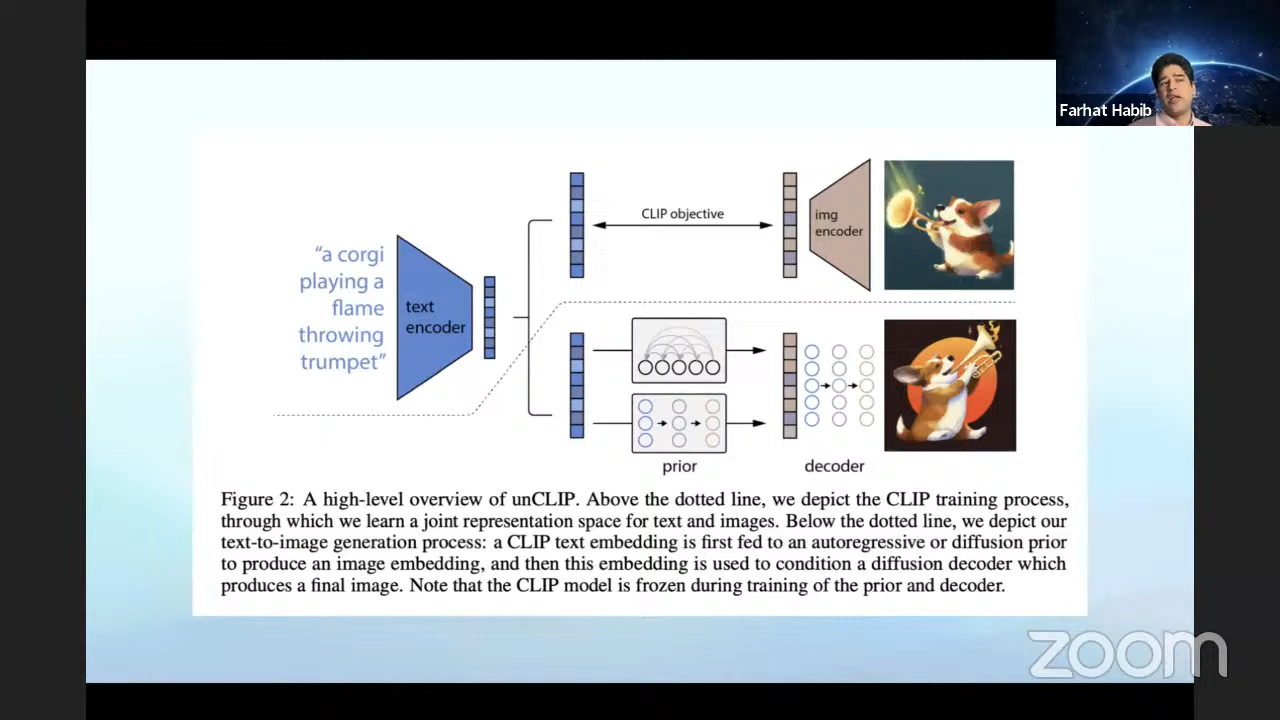 Farhat Habib
"a corgi
playing a
flame
throwing
trumpet"
text
encoder
CLIP objective
img
encoder
prior
decoder
Figure 2: A high-level overview of unCLIP. Above the dotted line, we depict the CLIP training process,
through which we learn a joint representation space for text and images. Below the dotted line, we depict our
text-to-image generation process: a CLIP text embedding is first fed to an autoregressive or diffusion prior
to produce an image embedding, and then this embedding is used to condition a diffusion decoder which
produces a final image. Note that the CLIP model is frozen during training of the prior and decoder.
zoom